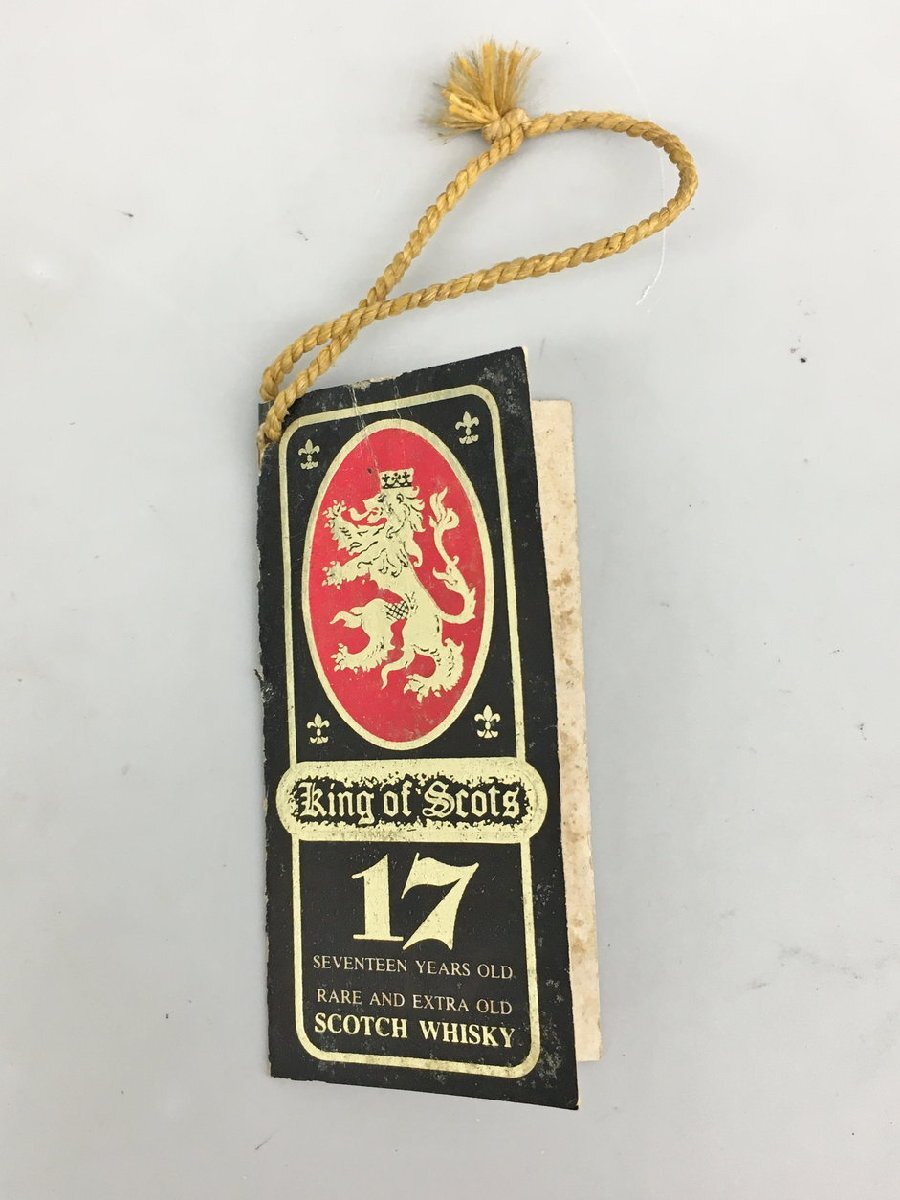 King of Scots
17
SEVENTEEN YEARS OLD
RARE AND EXTRA OLD
SCOTCH WHISKY